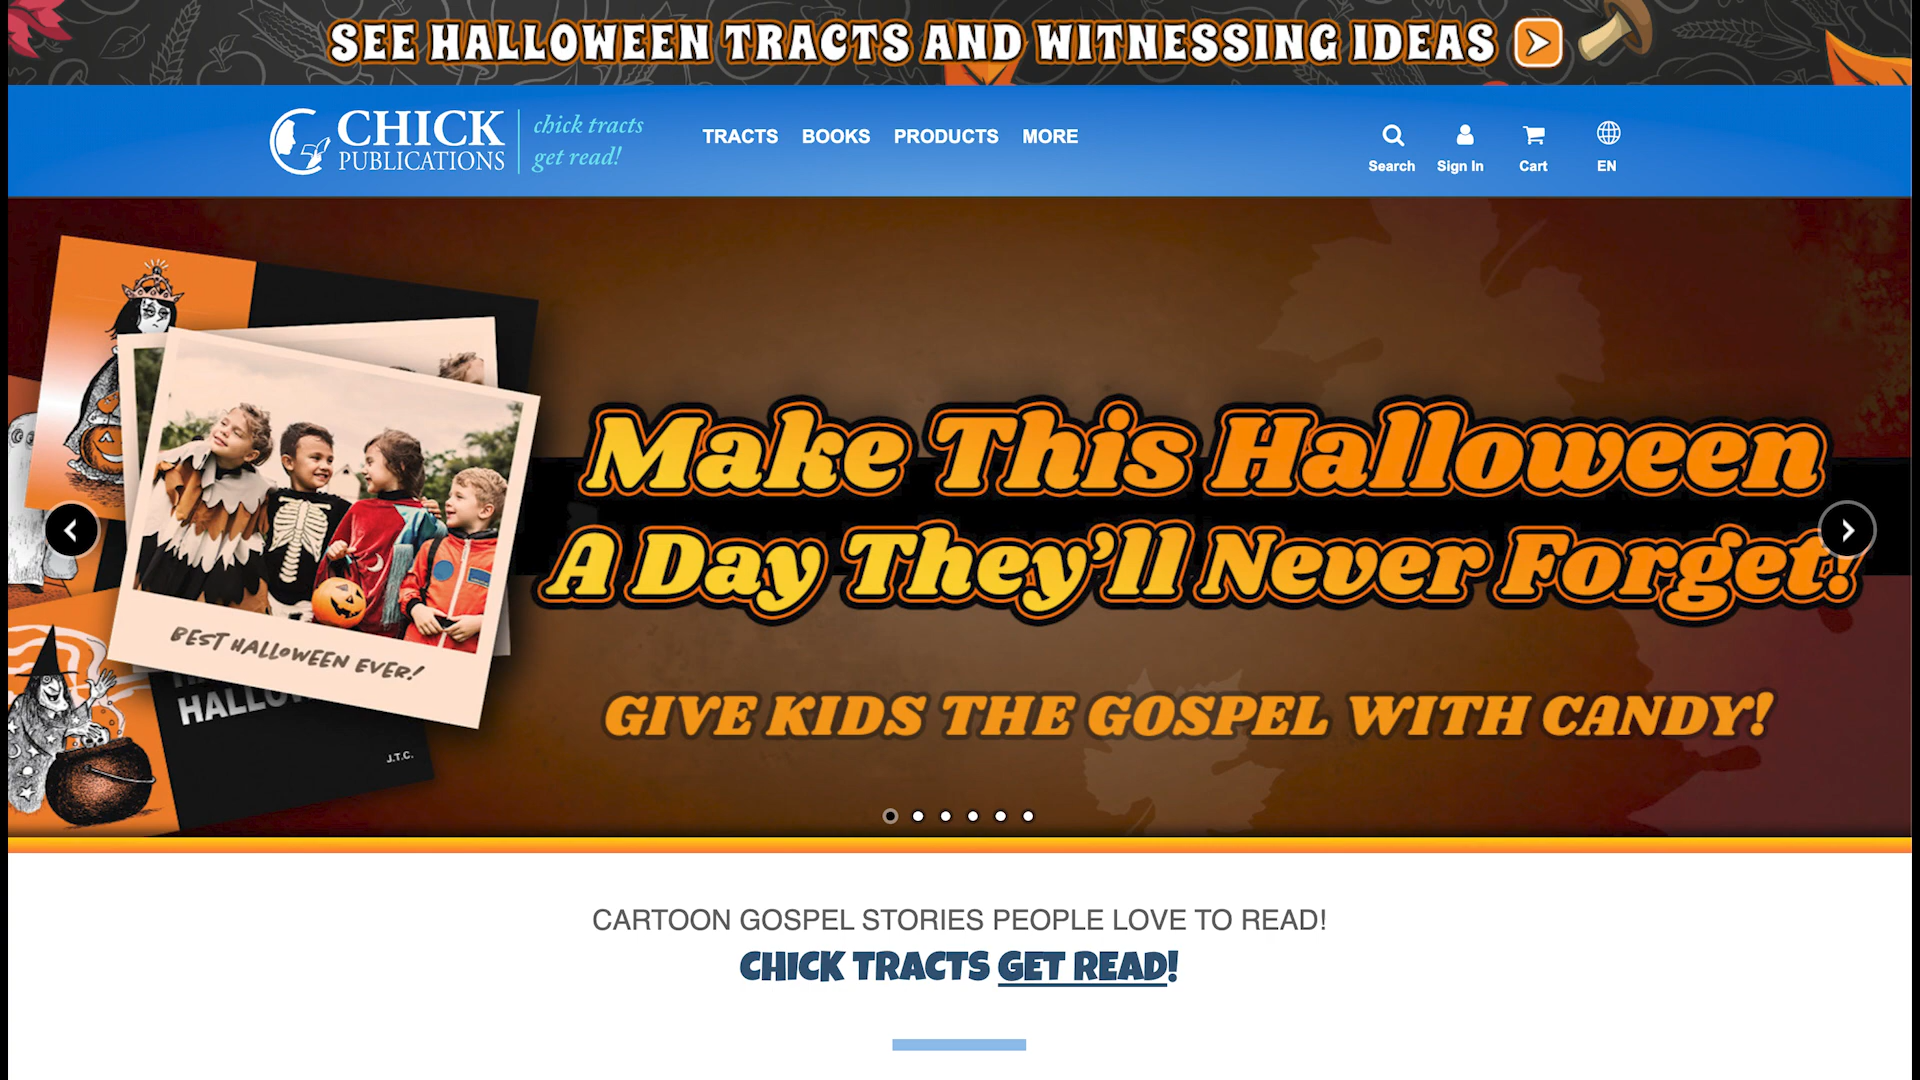 SEE HALLOWEEN TRACTS AND WITNESSING IDEAS
CHICK
PUBLICATIONS
chick tracts
get read!
TRACTS
BOOKS
PRODUCTS
MORE
Search
Sign In
Cart
EN
Make This Halloween
A Day They'll Never Forget!
GIVE KIDS THE GOSPEL WITH CANDY!
BEST HALLOWEEN EVER!
J.T.C.
CARTOON GOSPEL STORIES PEOPLE LOVE TO READ!
CHICK TRACTS GET READ!